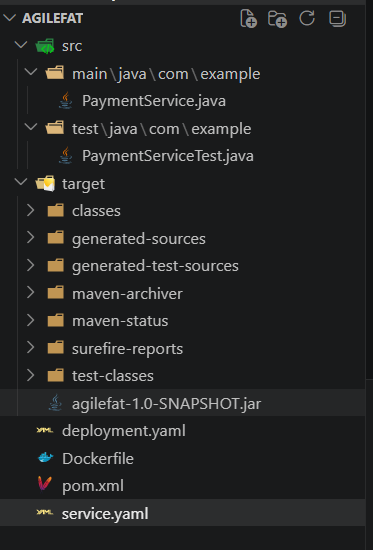 AGILEFAT
src
main\java\com\example
PaymentService.java
test\java\com\example
PaymentServiceTest.java
target
classes
generated-sources
generated-test-sources
maven-archiver
maven-status
surefire-reports
test-classes
agilefat-1.0-SNAPSHOT.jar
YML deployment.yaml
Dockerfile
pom.xml
YML service.yaml